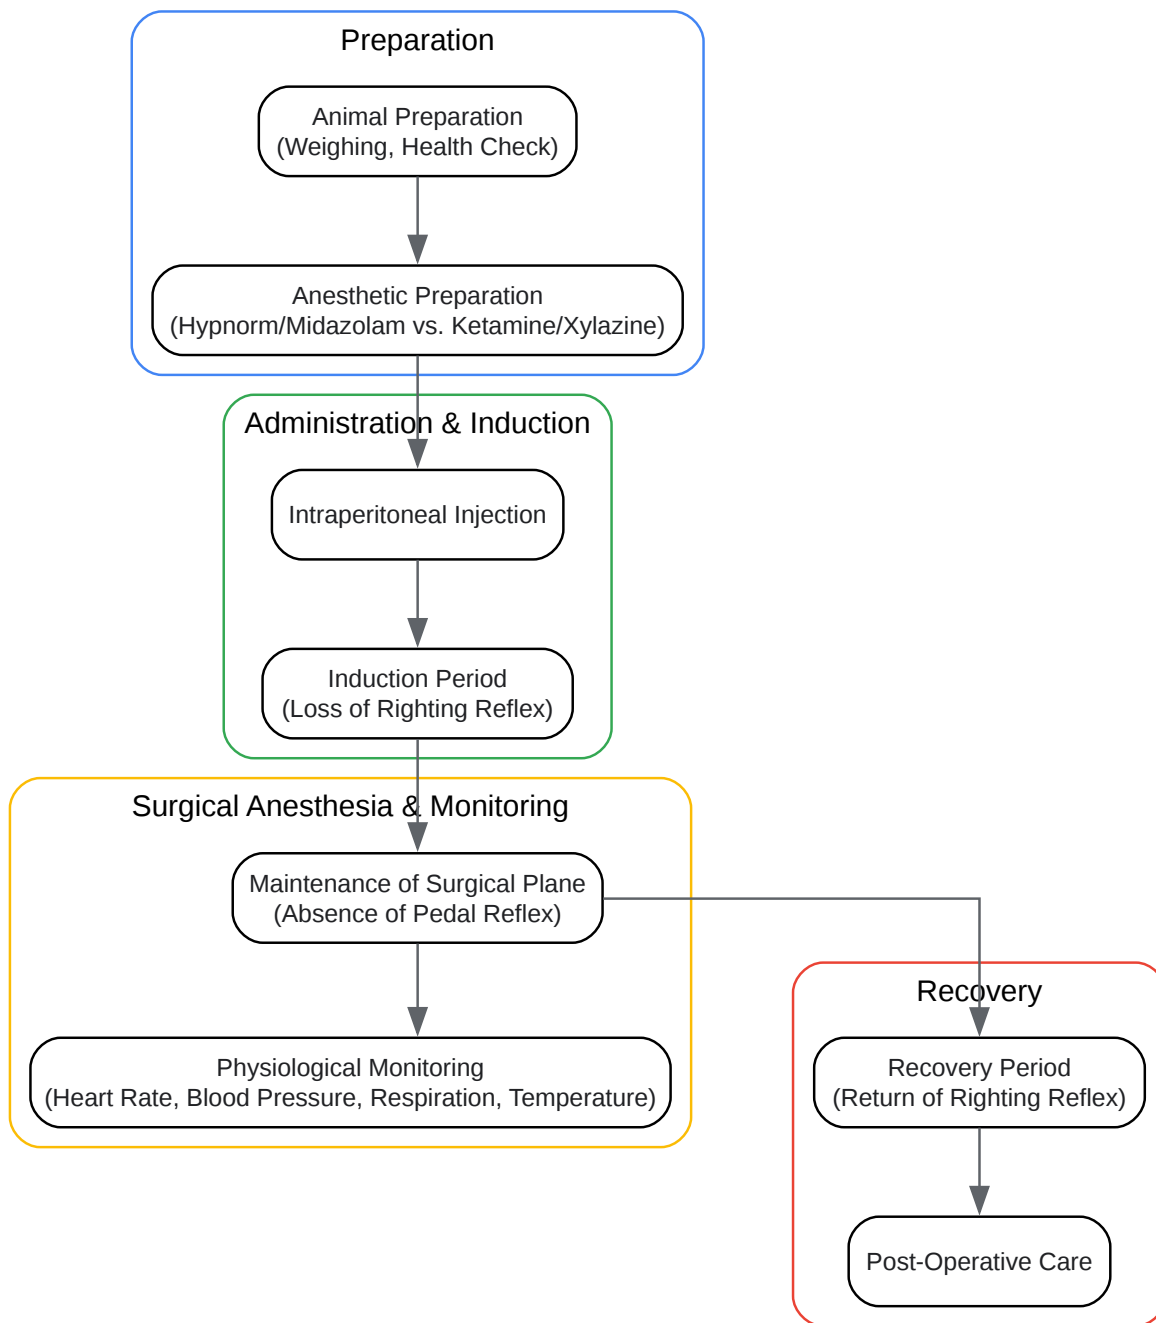 Preparation
Animal Preparation
(Weighing, Health Check)
Anesthetic Preparation
(Hypnorm/Midazolam vs. Ketamine/Xylazine)
Administration & Induction
Intraperitoneal Injection
Induction Period
(Loss of Righting Reflex)
Surgical Anesthesia & Monitoring
Maintenance of Surgical Plane
(Absence of Pedal Reflex)
Physiological Monitoring
(Heart Rate, Blood Pressure, Respiration, Temperature)
Recovery
Recovery Period
(Return of Righting Reflex)
Post-Operative Care